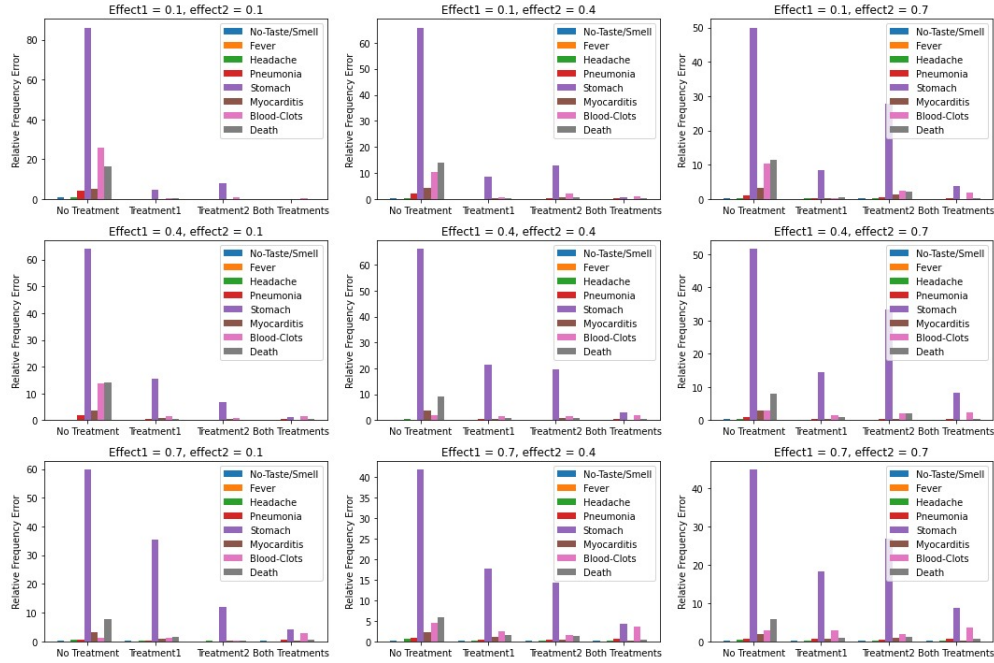 Effect1 = 0.1, effect2 = 0.1
Relative Frequency Error
80
60
40
20
0
No-Taste/Smell
Fever
Headache
Pneumonia
Stomach
Myocarditis
Blood-Clots
Death
No Treatment Treatment1 Treatment2 Both Treatments
Effect1 = 0.1, effect2 = 0.4
Relative Frequency Error
60
50
40
30
20
10
0
No-Taste/Smell
Fever
Headache
Pneumonia
Stomach
Myocarditis
Blood-Clots
Death
No Treatment Treatment1 Treatment2 Both Treatments
Effect1 = 0.1, effect2 = 0.7
Relative Frequency Error
50
40
30
20
10
0
No-Taste/Smell
Fever
Headache
Pneumonia
Stomach
Myocarditis
Blood-Clots
Death
No Treatment Treatment1 Treatment2 Both Treatments
Effect1 = 0.4, effect2 = 0.1
Relative Frequency Error
60
50
40
30
20
10
0
No-Taste/Smell
Fever
Headache
Pneumonia
Stomach
Myocarditis
Blood-Clots
Death
No Treatment Treatment1 Treatment2 Both Treatments
Effect1 = 0.4, effect2 = 0.4
Relative Frequency Error
60
50
40
30
20
10
0
No-Taste/Smell
Fever
Headache
Pneumonia
Stomach
Myocarditis
Blood-Clots
Death
No Treatment Treatment1 Treatment2 Both Treatments
Effect1 = 0.4, effect2 = 0.7
Relative Frequency Error
50
40
30
20
10
0
No-Taste/Smell
Fever
Headache
Pneumonia
Stomach
Myocarditis
Blood-Clots
Death
No Treatment Treatment1 Treatment2 Both Treatments
Effect1 = 0.7, effect2 = 0.1
Relative Frequency Error
60
50
40
30
20
10
0
No-Taste/Smell
Fever
Headache
Pneumonia
Stomach
Myocarditis
Blood-Clots
Death
No Treatment Treatment1 Treatment2 Both Treatments
Effect1 = 0.7, effect2 = 0.4
Relative Frequency Error
40
35
30
25
20
15
10
5
0
No-Taste/Smell
Fever
Headache
Pneumonia
Stomach
Myocarditis
Blood-Clots
Death
No Treatment Treatment1 Treatment2 Both Treatments
Effect1 = 0.7, effect2 = 0.7
Relative Frequency Error
40
30
20
10
0
No-Taste/Smell
Fever
Headache
Pneumonia
Stomach
Myocarditis
Blood-Clots
Death
No Treatment Treatment1 Treatment2 Both Treatments